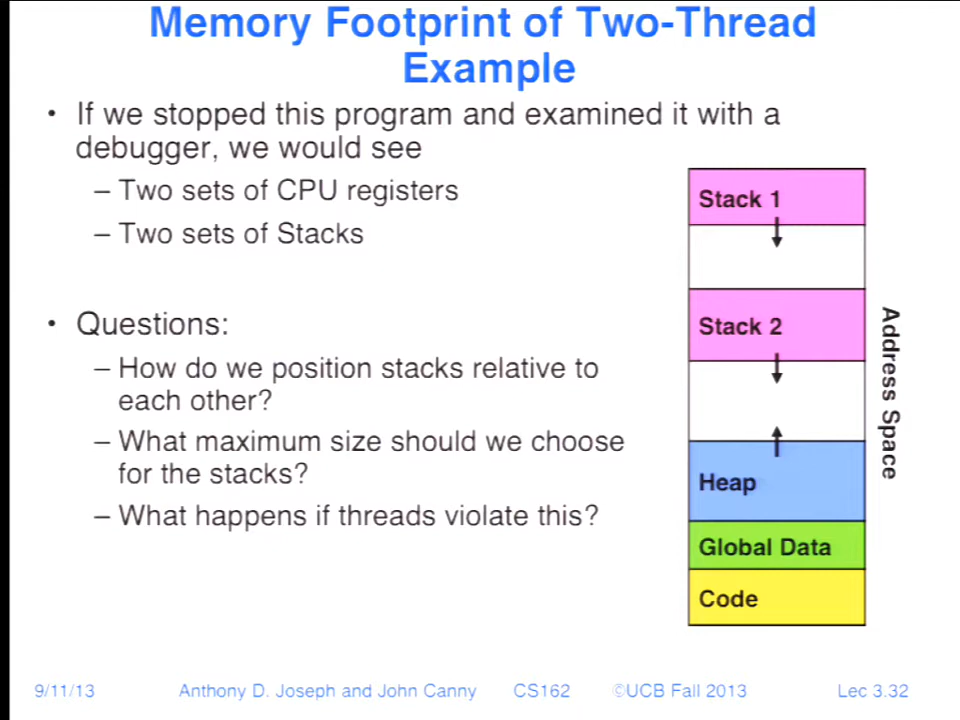 Memory Footprint of Two-Thread
Example
• If we stopped this program and examined it with a
debugger, we would see
– Two sets of CPU registers
– Two sets of Stacks
• Questions:
– How do we position stacks relative to
each other?
– What maximum size should we choose
for the stacks?
– What happens if threads violate this?
Stack 1
Stack 2
Heap
Global Data
Code
Address Space
9/11/13 Anthony D. Joseph and John Canny CS162 ©UCB Fall 2013 Lec 3.32